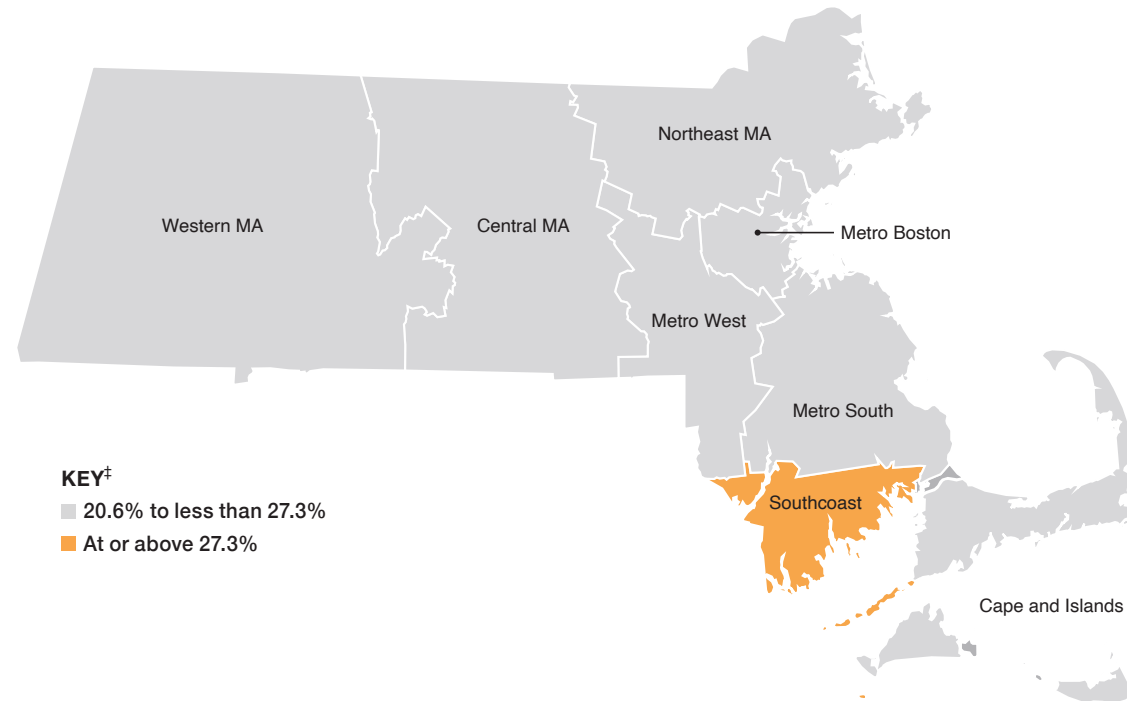 Northeast MA
Western MA
Central MA
Metro Boston
Metro West
Metro South
KEY‡
20.6% to less than 27.3%
At or above 27.3%
Southcoast
Cape and Islands